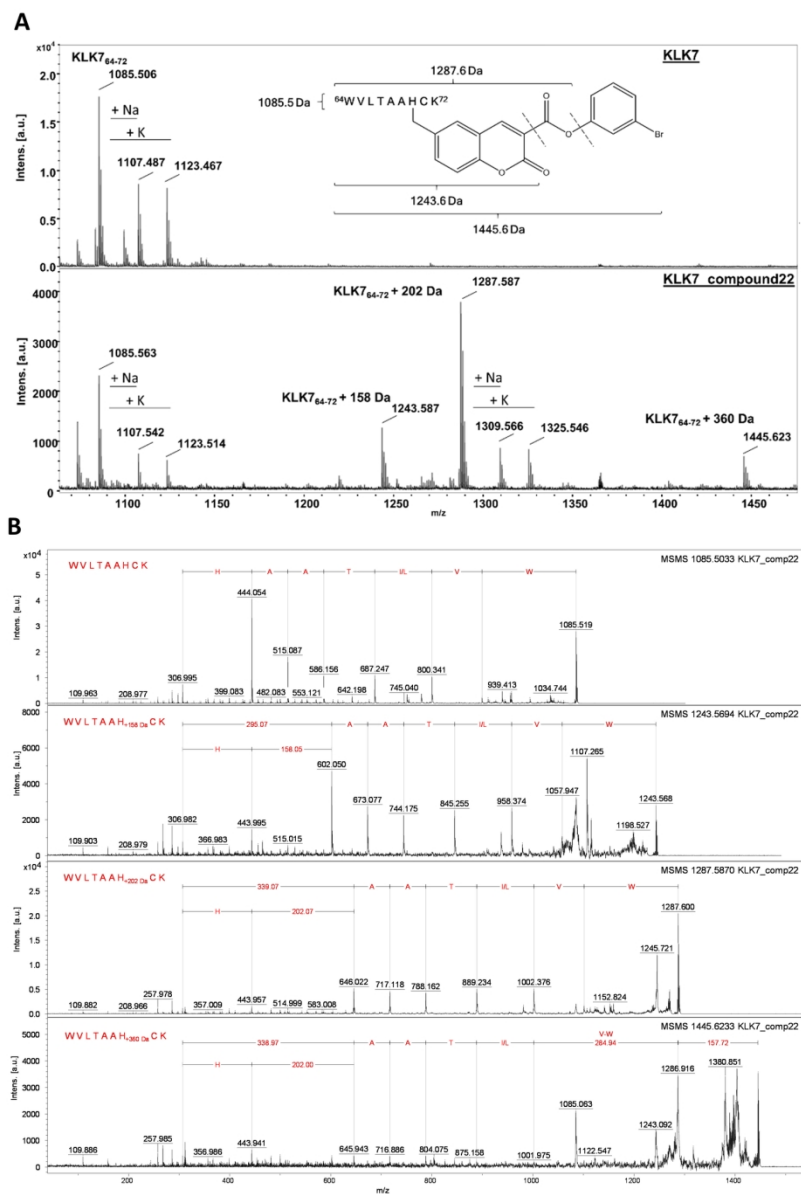 A
x10⁴
KLK7₆₄₋₇₂
1085.506
+ Na
+ K
1107.487
1123.467
KLK7
1287.6 Da
1085.5 Da
⁶⁴W V L T A A H C K⁷²
O
O
Br
O
O
1243.6 Da
1445.6 Da
Intens. [a.u.]
2.0
1.5
1.0
0.5
0.0
KLK7_compound22
KLK7₆₄₋₇₂ + 202 Da
1287.587
1085.563
+ Na
+ K
1107.542
1123.514
KLK7₆₄₋₇₂ + 158 Da
1243.587
+ Na
+ K
1309.566
1325.546
KLK7₆₄₋₇₂ + 360 Da
1445.623
Intens. [a.u.]
4000
3000
2000
1000
0
1100 1150 1200 1250 1300 1350 1400 1450
m/z
B
x10⁴
WVLTAAHCK
MSMS 1085.5033 KLK7_comp22
H A A T I/L V W
444.054
1085.519
515.087
586.156
687.247
800.341
306.995
109.963 208.977 399.083 482.083 553.121 642.198 745.040 939.413 1034.744
Intens. [a.u.]
5
4
3
2
1
0
WVLTAAH+158 Da CK
MSMS 1243.5694 KLK7_comp22
295.07 A A T I/L V W
H 158.05
602.050
1107.265
673.077
744.175
845.255
958.374
1057.947
1243.568
1198.527
306.982
443.995
109.903 208.979 366.983 515.015
Intens. [a.u.]
8000
6000
4000
2000
0
x10⁴
WVLTAAH+202 Da CK
MSMS 1287.5870 KLK7_comp22
339.07 A A T I/L V W
H 202.07
1287.600
1245.721
646.022
717.118
788.162
889.234
1002.376
1152.824
257.978
109.882 208.966 357.009 443.957 514.999 583.008
Intens. [a.u.]
2.5
2.0
1.5
1.0
0.5
0.0
WVLTAAH+360 Da CK
MSMS 1445.6233 KLK7_comp22
V-W
338.97 A A T I/L 284.94 157.72
H 202.00
1380.851
1286.916
1085.063
1243.092
257.985
109.886 356.986 443.941 645.943 716.886 804.075 875.158 1001.975 1122.547
Intens. [a.u.]
5000
4000
3000
2000
1000
0
200 400 600 800 1000 1200 1400
m/z